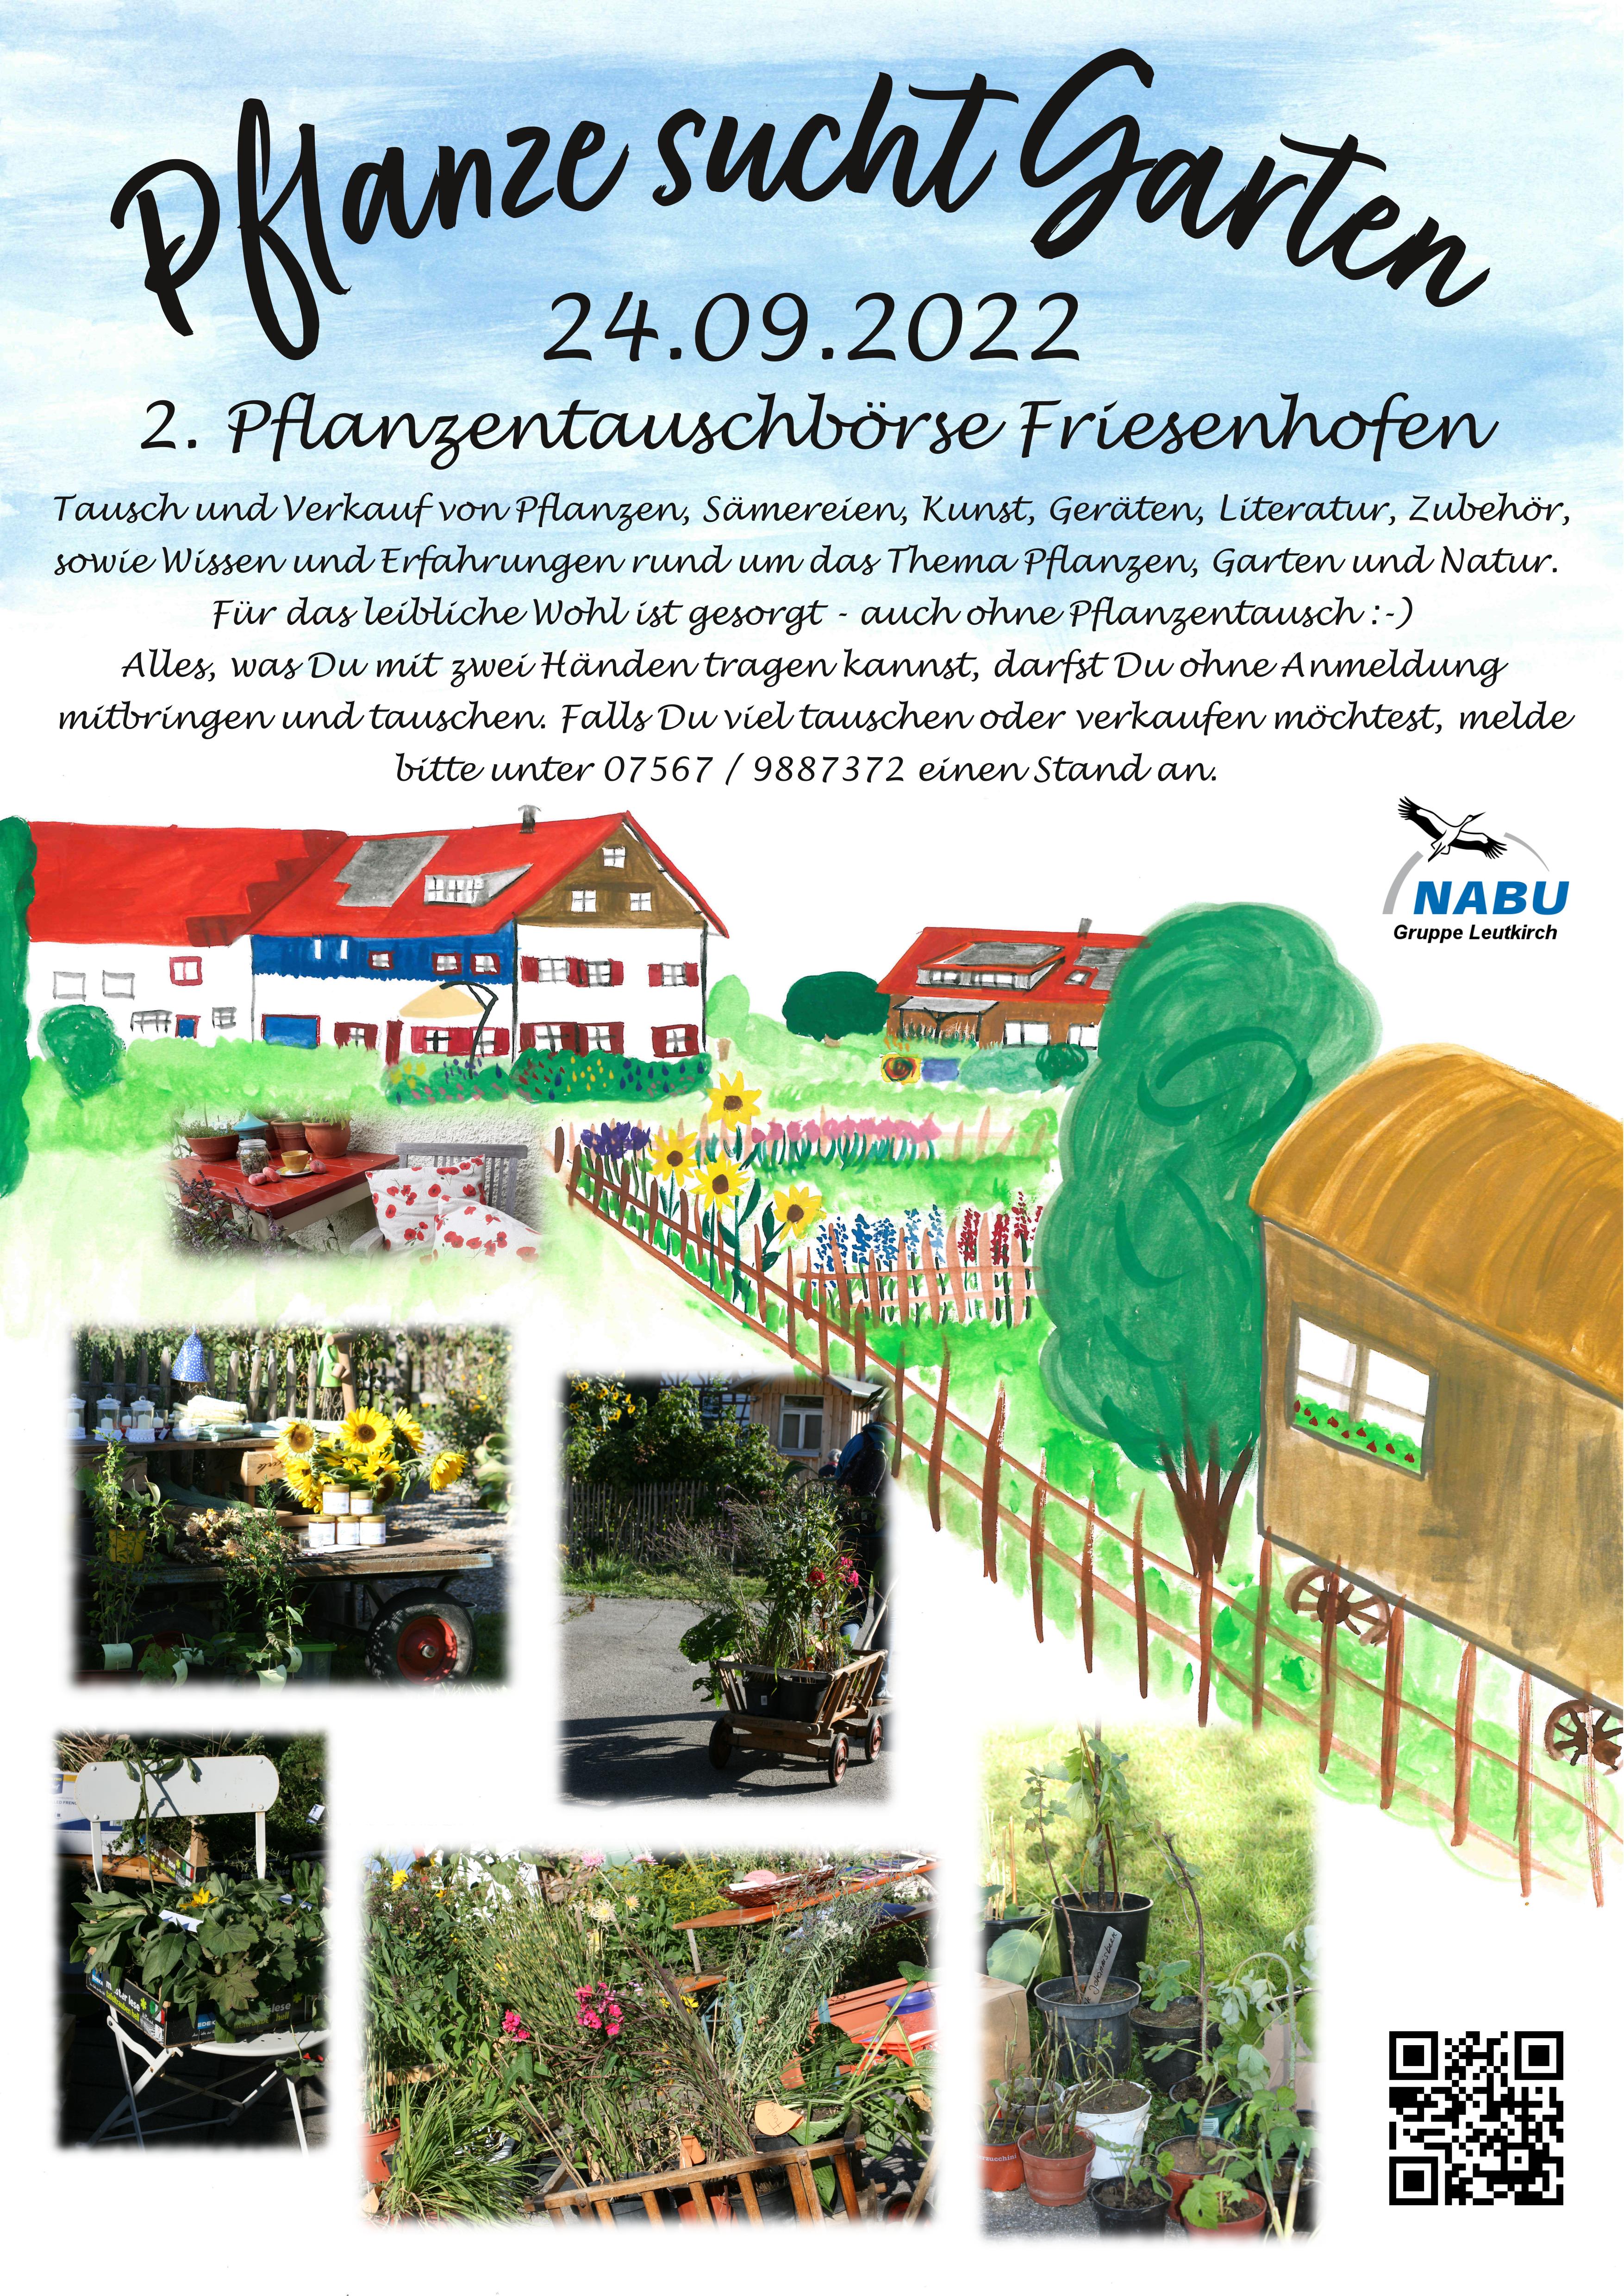 Pflanze sucht Garten
24.09.2022
2. Pflanzentauschbörse Friesenhofen
Tausch und Verkauf von Pflanzen, Sämereien, Kunst, Geräten, Literatur, Zubehör,
sowie Wissen und Erfahrungen rund um das Thema Pflanzen, Garten und Natur.
Für das leibliche Wohl ist gesorgt - auch ohne Pflanzentausch :-)
Alles, was Du mit zwei Händen tragen kannst, darfst Du ohne Anmeldung
mitbringen und tauschen. Falls Du viel tauschen oder verkaufen möchtest, melde
bitte unter 07567 / 9887372 einen Stand an.
NABU
Gruppe Leutkirch